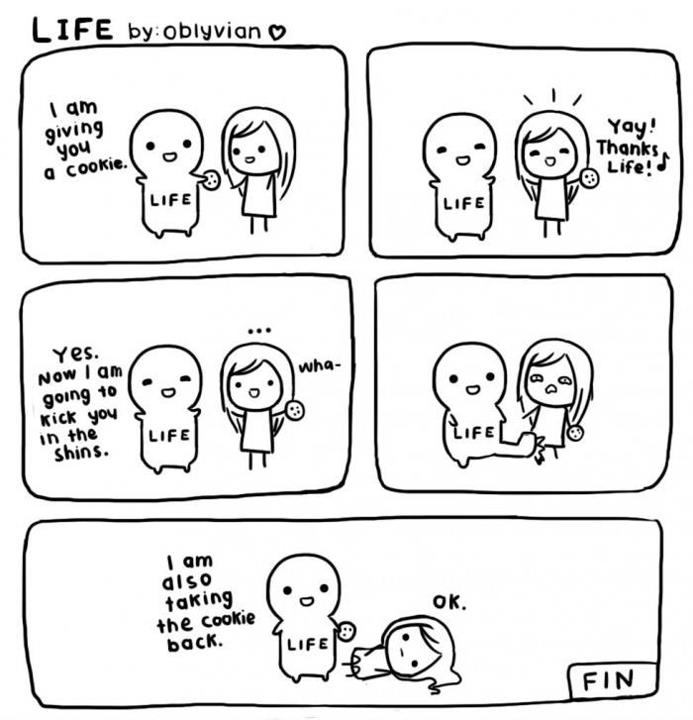 LIFE by:oblyvian ♡
I am
giving
you
a cookie.
LIFE
Yay!
Thanks
Life!♪
LIFE
Yes.
Now I am
going to
kick you
in the
shins.
LIFE
...
wha-
LIFE
I am
also
taking
the cookie
back.
LIFE
OK.
FIN